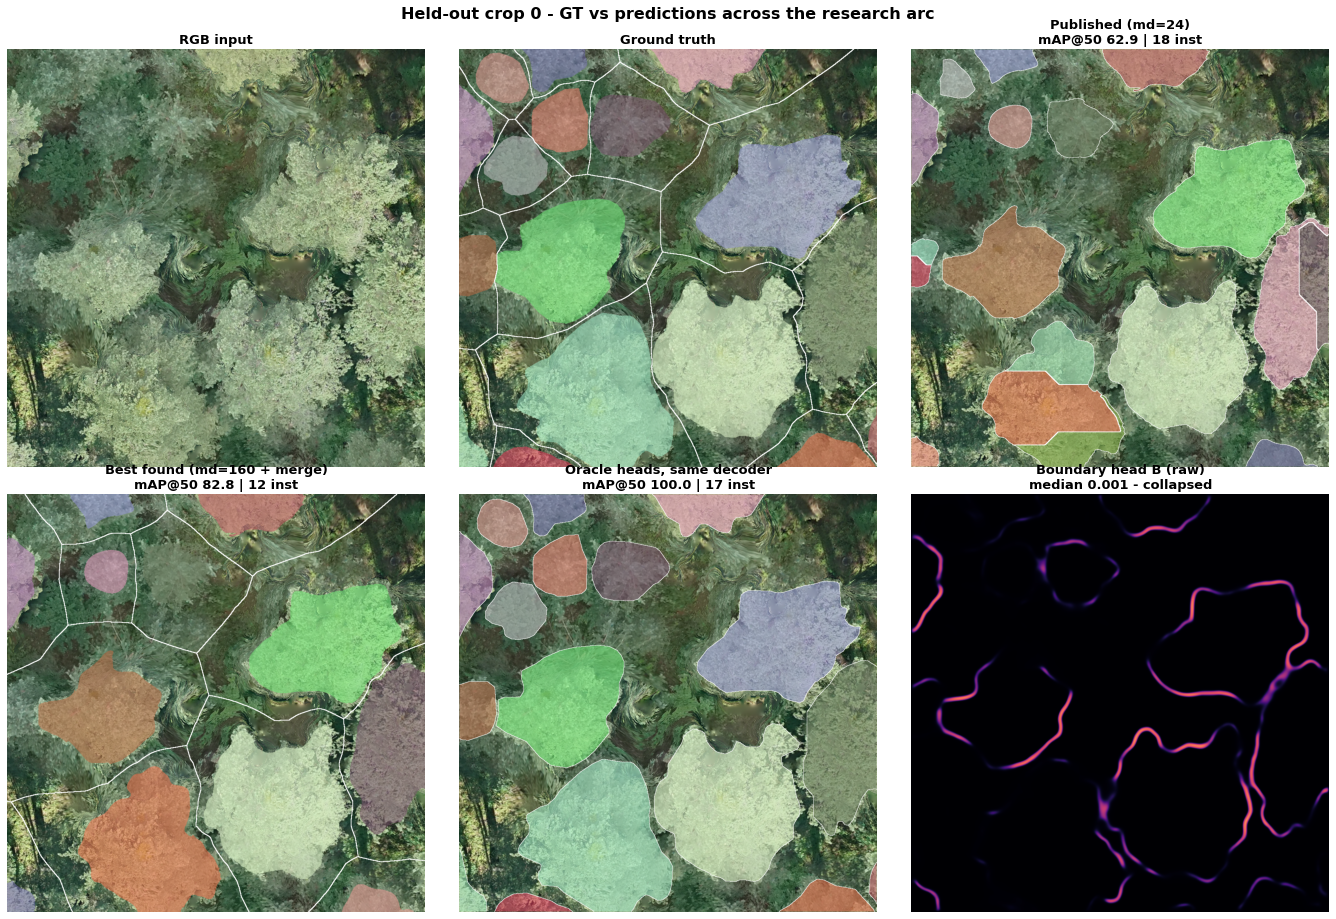 Held-out crop 0 - GT vs predictions across the research arc
RGB input
Ground truth
Published (md=24)
mAP@50 62.9 | 18 inst
Best found (md=160 + merge)
mAP@50 82.8 | 12 inst
Oracle heads, same decoder
mAP@50 100.0 | 17 inst
Boundary head B (raw)
median 0.001 - collapsed